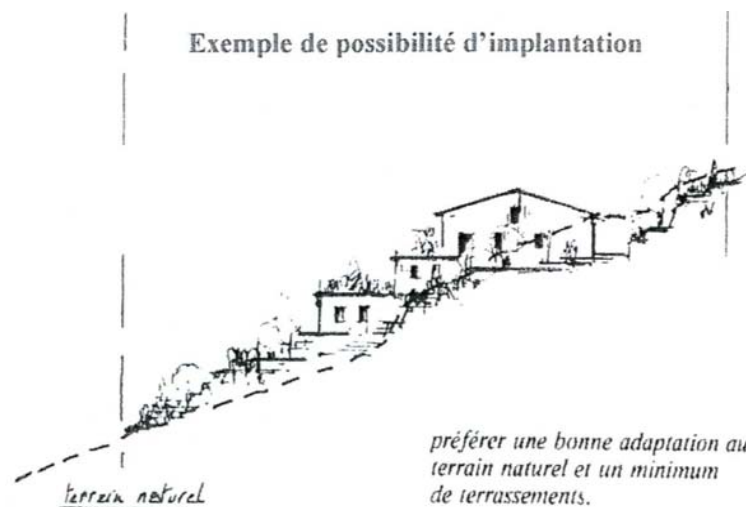 Exemple de possibilité d'implantation
préférer une bonne adaptation au
terrain naturel et un minimum
de terrassements.
terrain naturel